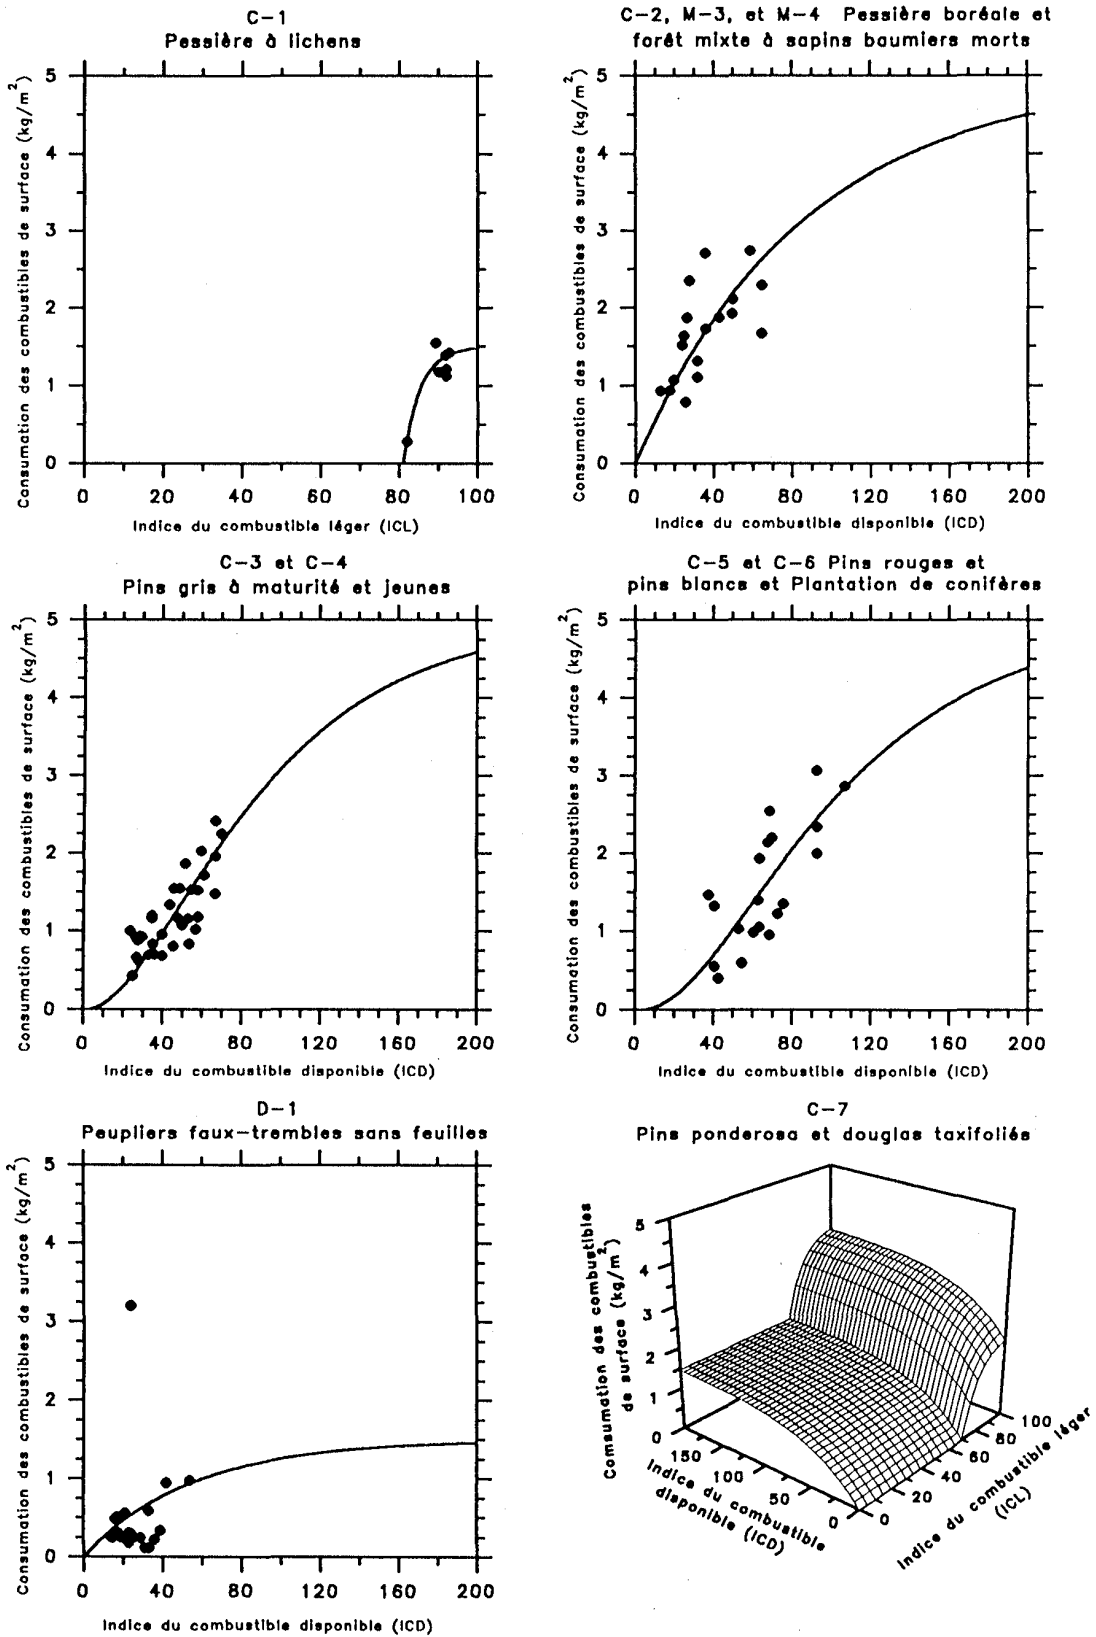 C-1
Pessière à lichens
Consumation des combustibles de surface (kg/m²)
5
4
3
2
1
0
0 20 40 60 80 100
Indice du combustible léger (ICL)
C-2, M-3, et M-4 Pessière boréale et
forêt mixte à sapins baumiers morts
Consumation des combustibles de surface (kg/m²)
5
4
3
2
1
0
0 40 80 120 160 200
Indice du combustible disponible (ICD)
C-3 et C-4
Pins gris à maturité et jeunes
Consumation des combustibles de surface (kg/m²)
5
4
3
2
1
0
0 40 80 120 160 200
Indice du combustible disponible (ICD)
C-5 et C-6 Pins rouges et
pins blancs et Plantation de conifères
Consumation des combustibles de surface (kg/m²)
5
4
3
2
1
0
0 40 80 120 160 200
Indice du combustible disponible (ICD)
D-1
Peupliers faux-trembles sans feuilles
Consumation des combustibles de surface (kg/m²)
5
4
3
2
1
0
0 40 80 120 160 200
Indice du combustible disponible (ICD)
C-7
Pins ponderosa et douglas taxifoliés
Comsumation des combustibles
de surface (kg/m²)
5
4
3
2
1
0
150 100 50 0
Indice du combustible
disponible (ICD)
0 20 40 60 80 100
Indice du combustible léger
(ICL)